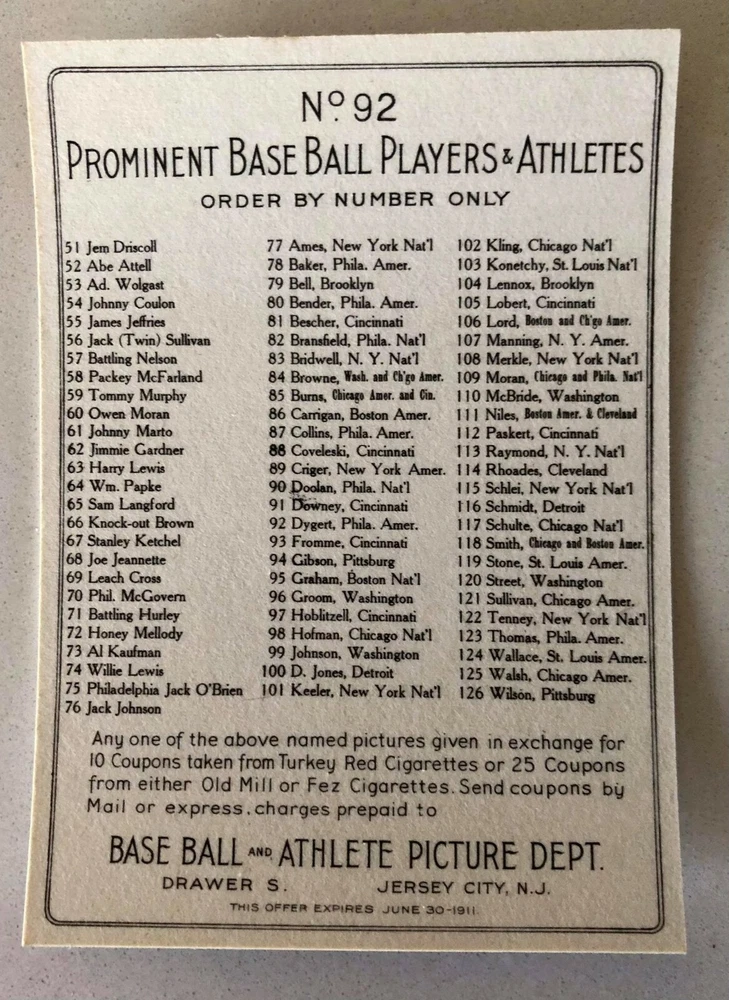 No. 92
PROMINENT BASE BALL PLAYERS & ATHLETES
ORDER BY NUMBER ONLY
51 Jem Driscoll
52 Abe Attell
53 Ad. Wolgast
54 Johnny Coulon
55 James Jeffries
56 Jack (Twin) Sullivan
57 Battling Nelson
58 Packey McFarland
59 Tommy Murphy
60 Owen Moran
61 Johnny Marto
62 Jimmie Gardner
63 Harry Lewis
64 Wm. Papke
65 Sam Langford
66 Knock-out Brown
67 Stanley Ketchel
68 Joe Jeannette
69 Leach Cross
70 Phil. McGovern
71 Battling Hurley
72 Honey Mellody
73 Al Kaufman
74 Willie Lewis
75 Philadelphia Jack O'Brien
76 Jack Johnson
77 Ames, New York Nat'l
78 Baker, Phila. Amer.
79 Bell, Brooklyn
80 Bender, Phila. Amer.
81 Bescher, Cincinnati
82 Bransfield, Phila. Nat'l
83 Bridwell, N. Y. Nat'l
84 Browne, Wash. and Ch'go Amer.
85 Burns, Chicago Amer. and Cin.
86 Carrigan, Boston Amer.
87 Collins, Phila. Amer.
88 Coveleski, Cincinnati
89 Criger, New York Amer.
90 Doolan, Phila. Nat'l
91 Downey, Cincinnati
92 Dygert, Phila. Amer.
93 Fromme, Cincinnati
94 Gibson, Pittsburg
95 Graham, Boston Nat'l
96 Groom, Washington
97 Hoblitzell, Cincinnati
98 Hofman, Chicago Nat'l
99 Johnson, Washington
100 D. Jones, Detroit
101 Keeler, New York Nat'l
102 Kling, Chicago Nat'l
103 Konetchy, St. Louis Nat'l
104 Lennox, Brooklyn
105 Lobert, Cincinnati
106 Lord, Boston and Ch'go Amer.
107 Manning, N. Y. Amer.
108 Merkle, New York Nat'l
109 Moran, Chicago and Phila. Nat'l
110 McBride, Washington
111 Niles, Boston Amer. & Cleveland
112 Paskert, Cincinnati
113 Raymond, N. Y. Nat'l
114 Rhoades, Cleveland
115 Schlei, New York Nat'l
116 Schmidt, Detroit
117 Schulte, Chicago Nat'l
118 Smith, Chicago and Boston Amer.
119 Stone, St. Louis Amer.
120 Street, Washington
121 Sullivan, Chicago Amer.
122 Tenney, New York Nat'l
123 Thomas, Phila. Amer.
124 Wallace, St. Louis Amer.
125 Walsh, Chicago Amer.
126 Wilson, Pittsburg
Any one of the above named pictures given in exchange for
10 Coupons taken from Turkey Red Cigarettes or 25 Coupons
from either Old Mill or Fez Cigarettes. Send coupons by
Mail or express, charges prepaid to
BASE BALL AND ATHLETE PICTURE DEPT.
DRAWER S. JERSEY CITY, N.J.
THIS OFFER EXPIRES JUNE 30-1911.